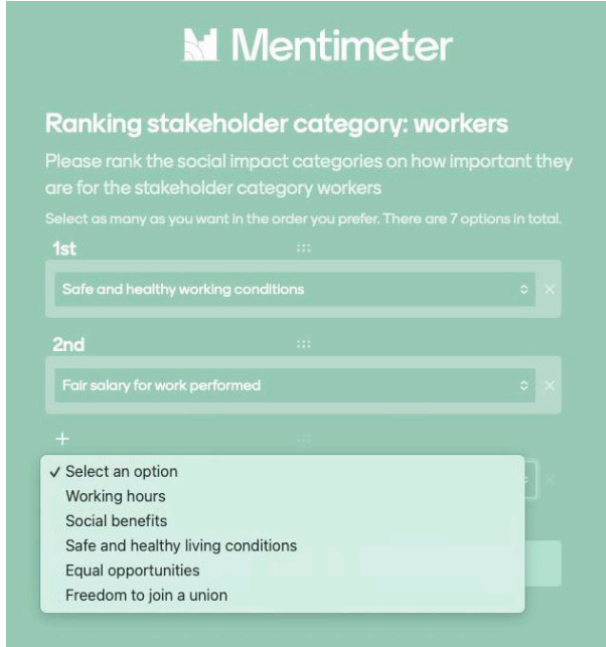 Mentimeter
Ranking stakeholder category: workers
Please rank the social impact categories on how important they
are for the stakeholder category workers
Select as many as you want in the order you prefer. There are 7 options in total.
1st
Safe and healthy working conditions
2nd
Fair salary for work performed
+
✓ Select an option
Working hours
Social benefits
Safe and healthy living conditions
Equal opportunities
Freedom to join a union